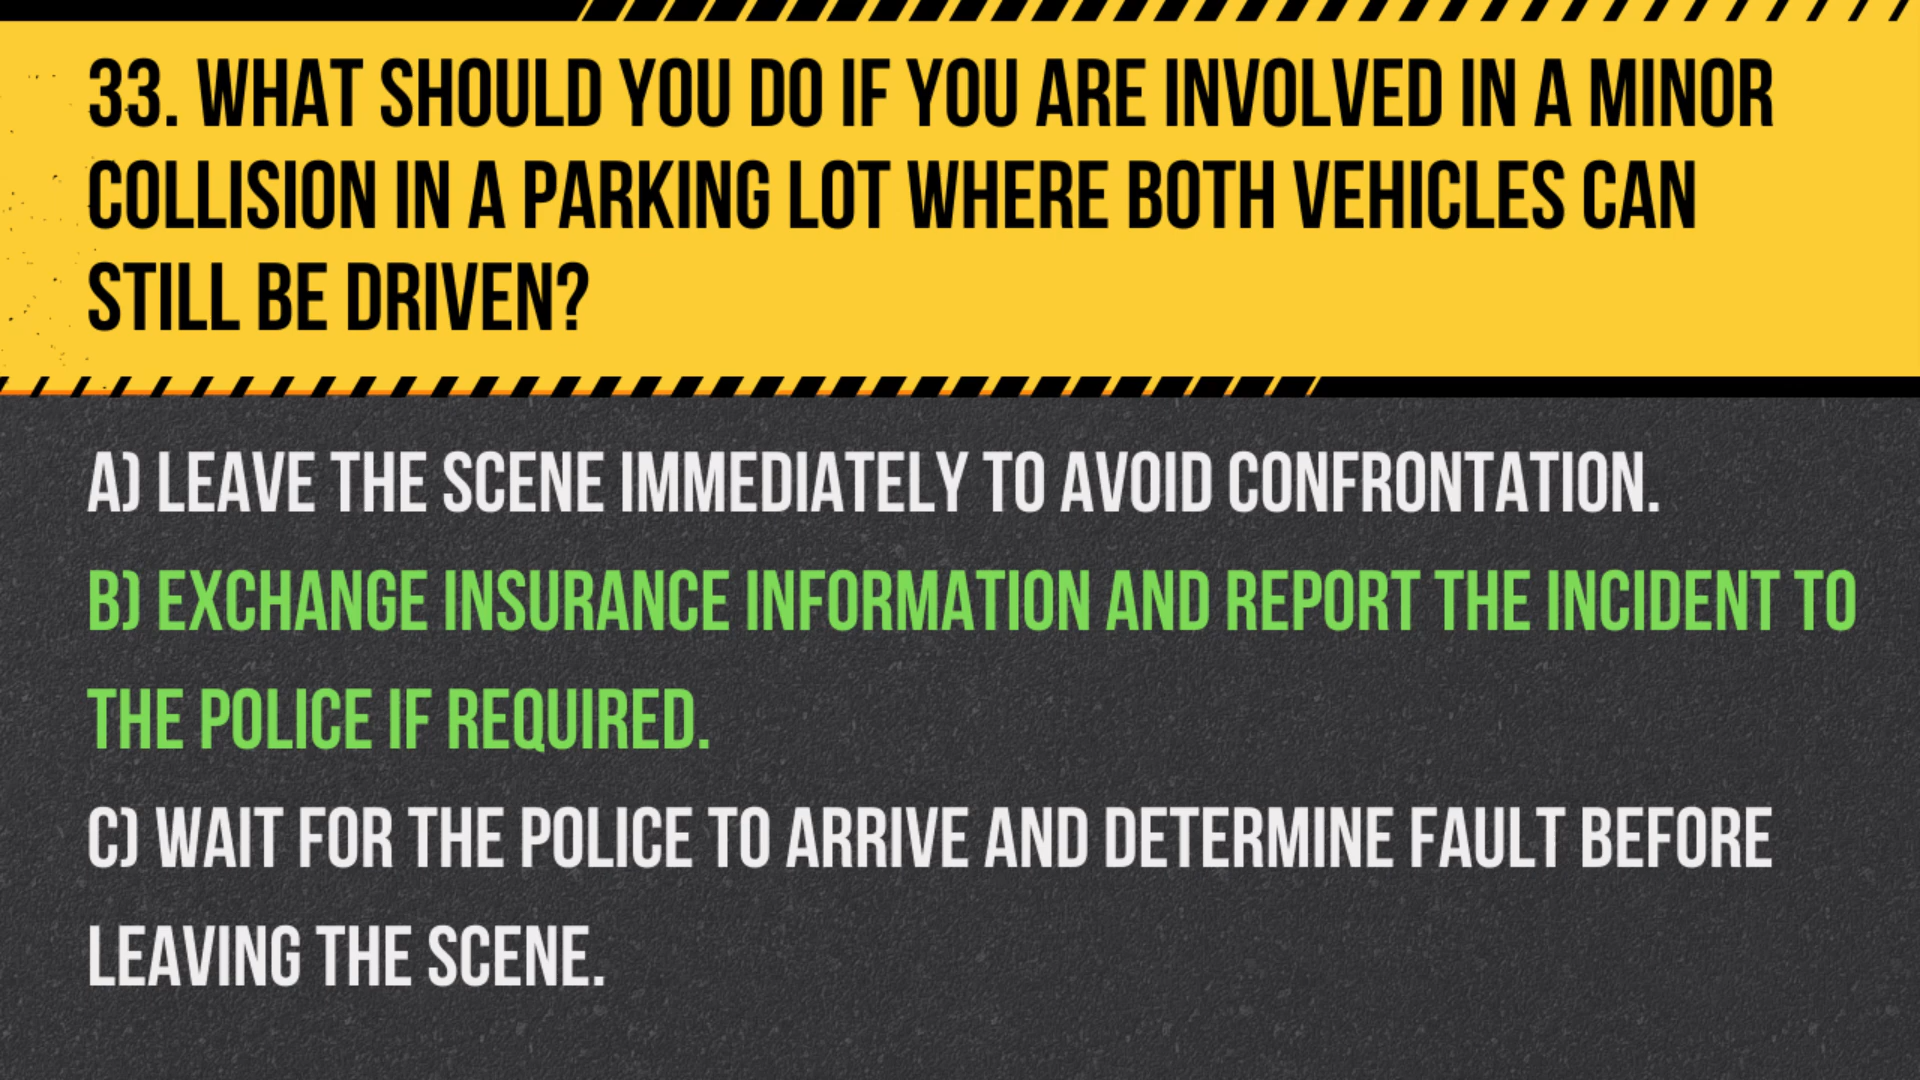 33. WHAT SHOULD YOU DO IF YOU ARE INVOLVED IN A MINOR
COLLISION IN A PARKING LOT WHERE BOTH VEHICLES CAN
STILL BE DRIVEN?
A) LEAVE THE SCENE IMMEDIATELY TO AVOID CONFRONTATION.
B) EXCHANGE INSURANCE INFORMATION AND REPORT THE INCIDENT TO
THE POLICE IF REQUIRED.
C) WAIT FOR THE POLICE TO ARRIVE AND DETERMINE FAULT BEFORE
LEAVING THE SCENE.